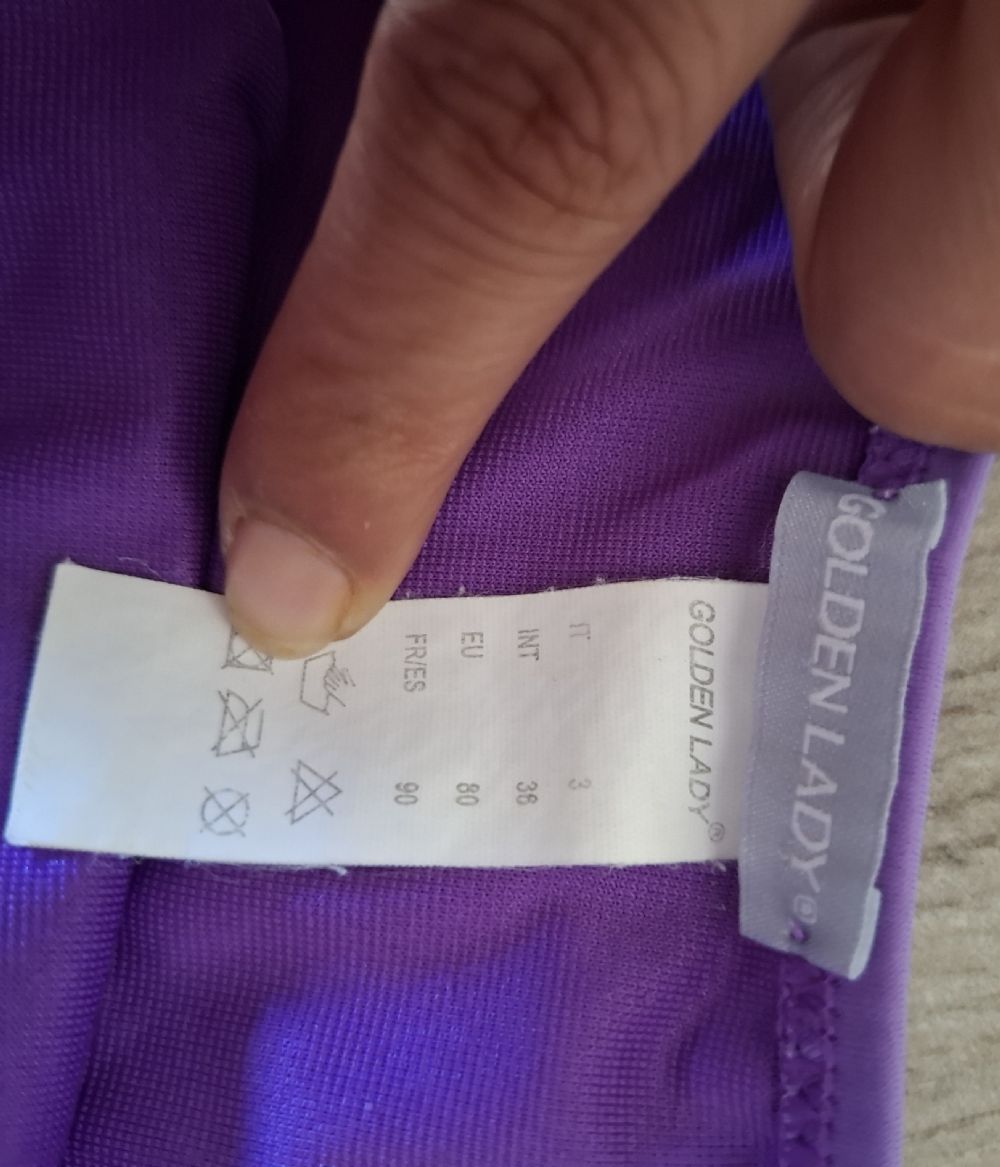 GOLDEN LADY®
GOLDEN LADY®
IT 3
INT 36
EU 80
FR/ES 90